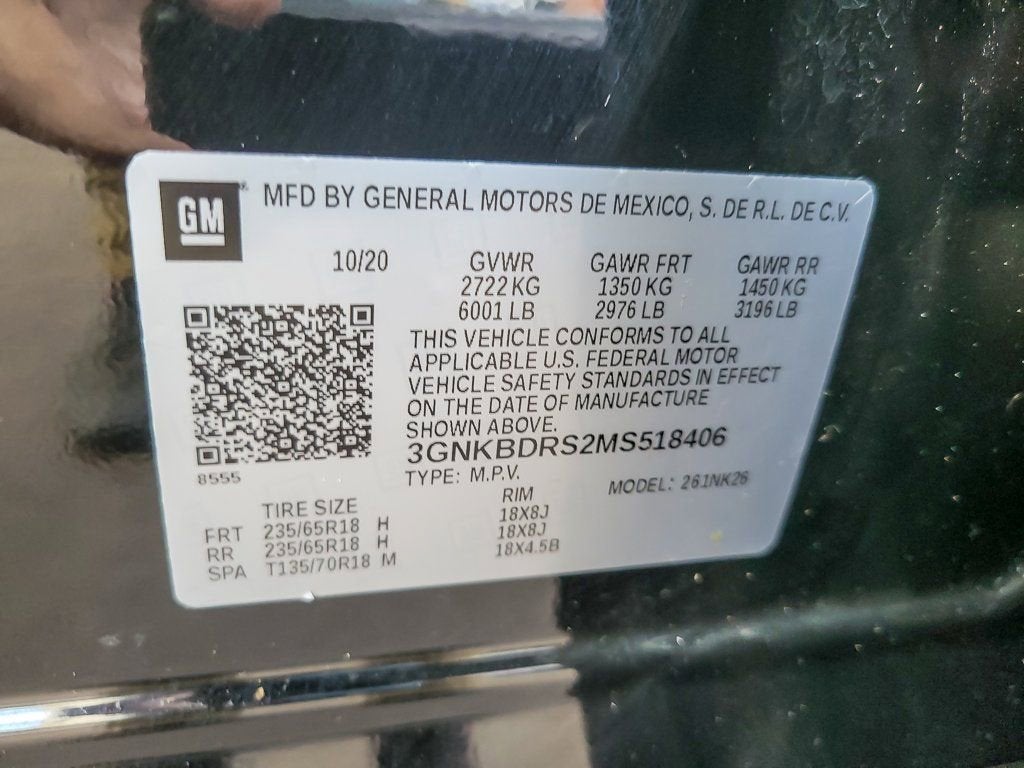 GM MFD BY GENERAL MOTORS DE MEXICO, S. DE R.L. DE C.V.
10/20 GVWR GAWR FRT GAWR RR
2722 KG 1350 KG 1450 KG
6001 LB 2976 LB 3196 LB
THIS VEHICLE CONFORMS TO ALL
APPLICABLE U.S. FEDERAL MOTOR
VEHICLE SAFETY STANDARDS IN EFFECT
ON THE DATE OF MANUFACTURE
SHOWN ABOVE.
3GNKBDRS2MS518406
8555 TYPE: M.P.V. MODEL: 261NK26
TIRE SIZE RIM
FRT 235/65R18 H 18X8J
RR 235/65R18 H 18X8J
SPA T135/70R18 M 18X4.5B